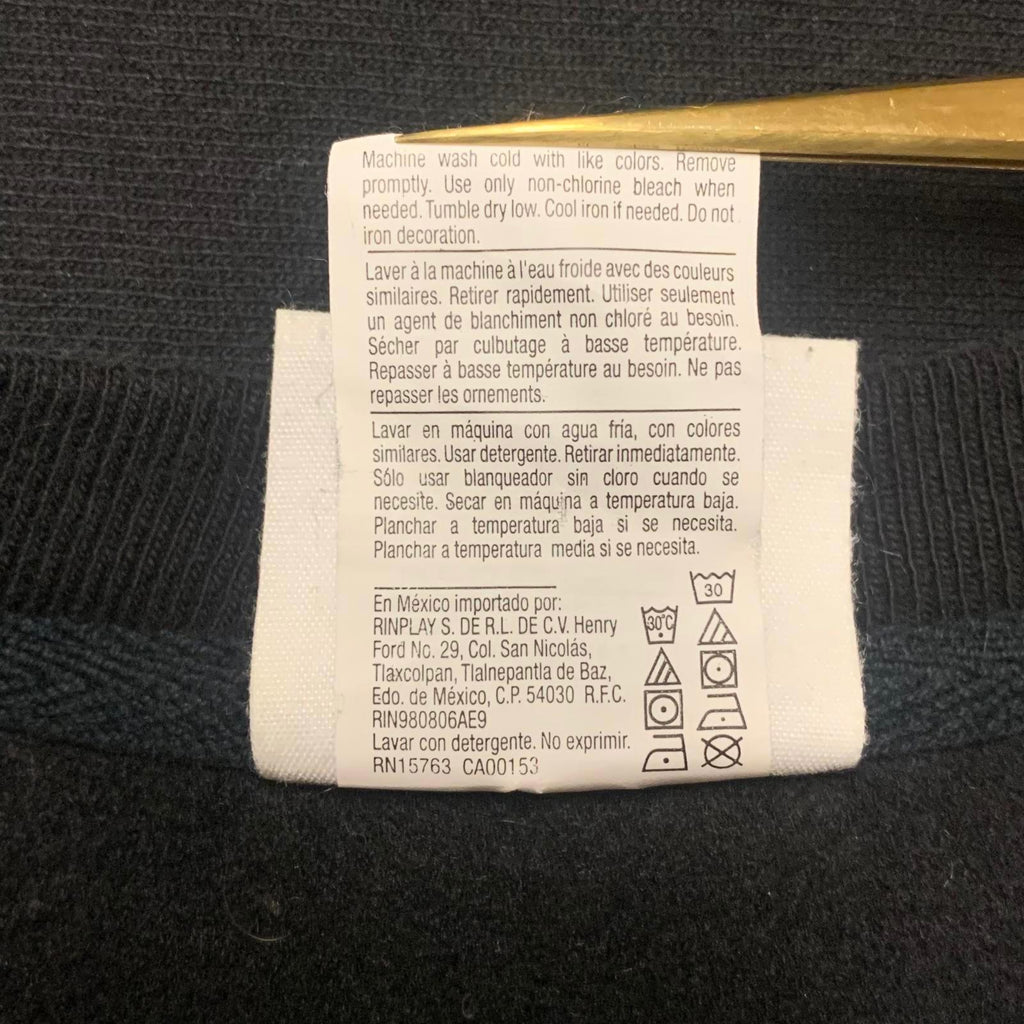 Machine wash cold with like colors. Remove
promptly. Use only non-chlorine bleach when
needed. Tumble dry low. Cool iron if needed. Do not
iron decoration.
Laver à la machine à l'eau froide avec des couleurs
similaires. Retirer rapidement. Utiliser seulement
un agent de blanchiment non chloré au besoin.
Sécher par culbutage à basse température.
Repasser à basse température au besoin. Ne pas
repasser les ornements.
Lavar en máquina con agua fría, con colores
similares. Usar detergente. Retirar inmediatamente.
Sólo usar blanqueador sin cloro cuando se
necesite. Secar en máquina a temperatura baja.
Planchar a temperatura baja si se necesita.
Planchar a temperatura media si se necesita.
En México importado por:
RINPLAY S. DE R.L. DE C.V. Henry
Ford No. 29, Col. San Nicolás,
Tlaxcolpan, Tlalnepantla de Baz,
Edo. de México, C.P. 54030 R.F.C.
RIN980806AE9
Lavar con detergente. No exprimir.
RN15763 CA00153
30
30°C